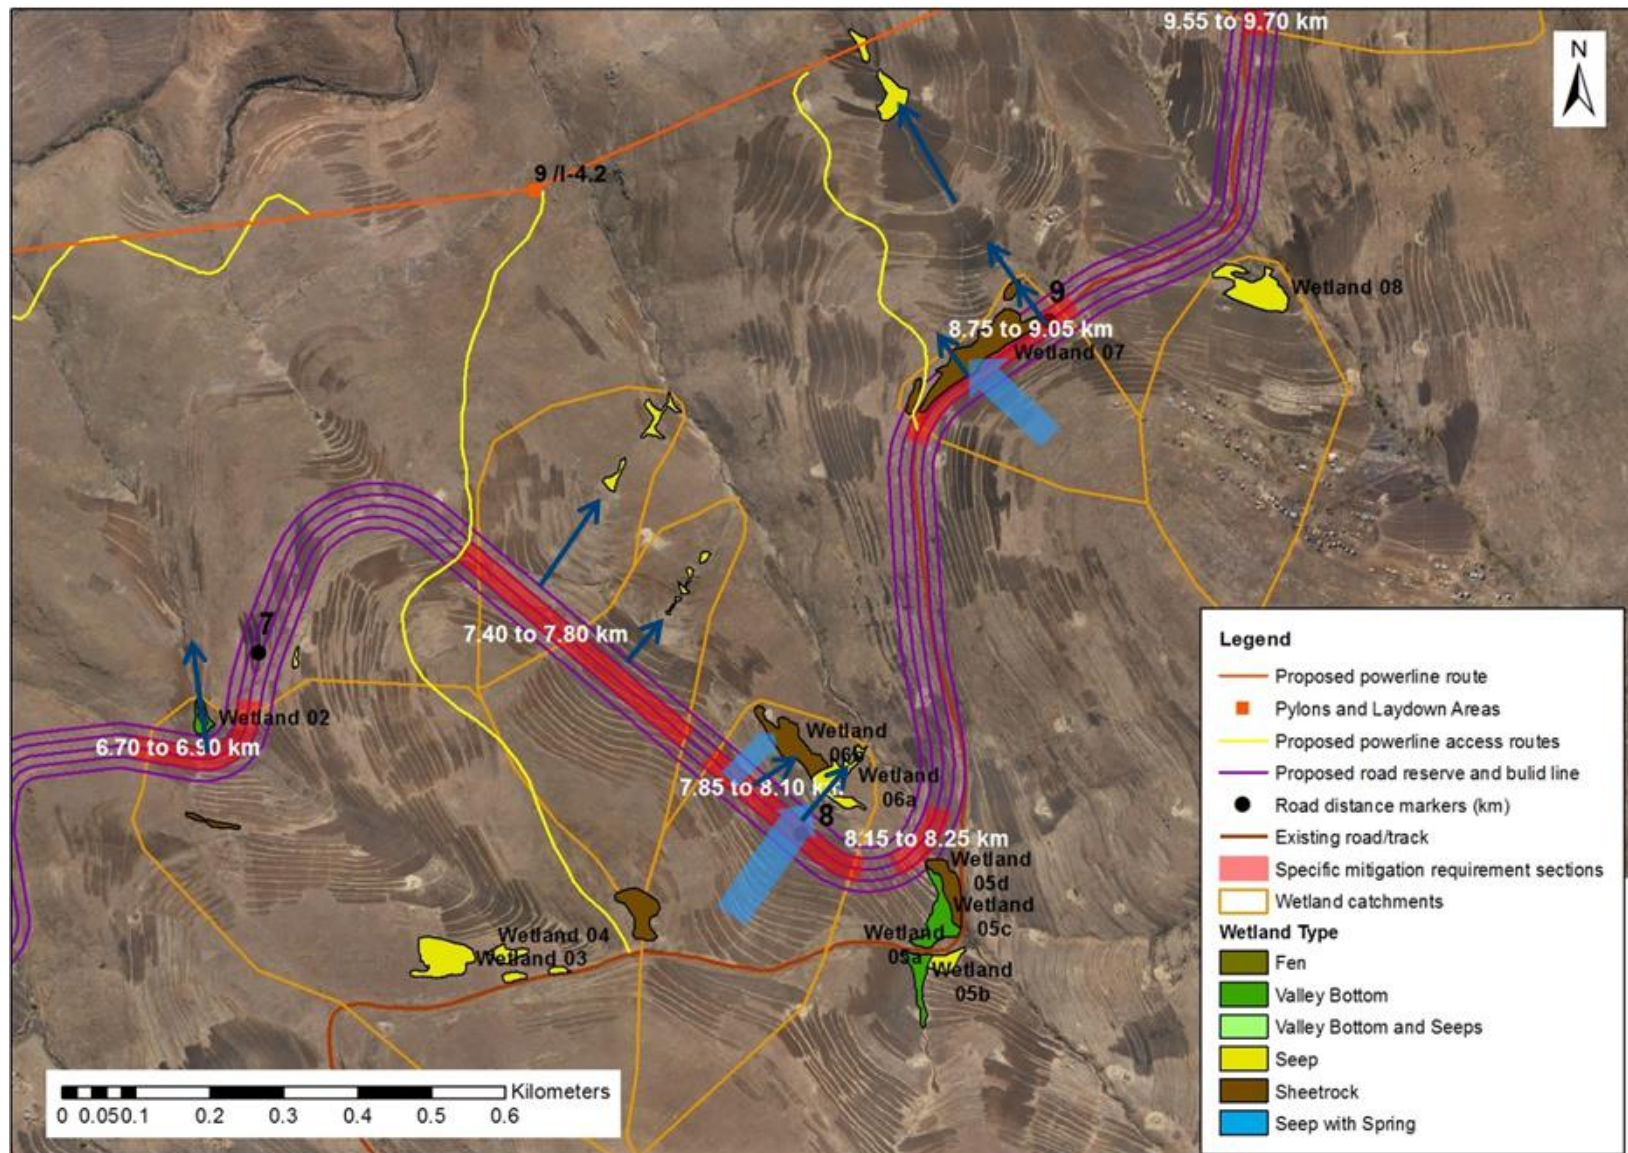 9.55 to 9.70 km
N
9 /I-4.2
Wetland 08
9
8.75 to 9.05 km
Wetland 07
7.40 to 7.80 km
7
Wetland 02
6.70 to 6.90 km
Wetland
Wetland
06a
7.85 to 8.10 km
8
8.15 to 8.25 km
Wetland
05d
Wetland
05c
Wetland
05a
Wetland
05b
Wetland 04
Wetland 03
Legend
Proposed powerline route
Pylons and Laydown Areas
Proposed powerline access routes
Proposed road reserve and bulid line
Road distance markers (km)
Existing road/track
Specific mitigation requirement sections
Wetland catchments
Wetland Type
Fen
Valley Bottom
Valley Bottom and Seeps
Seep
Sheetrock
Seep with Spring
Kilometers
0 0.05 0.1 0.2 0.3 0.4 0.5 0.6